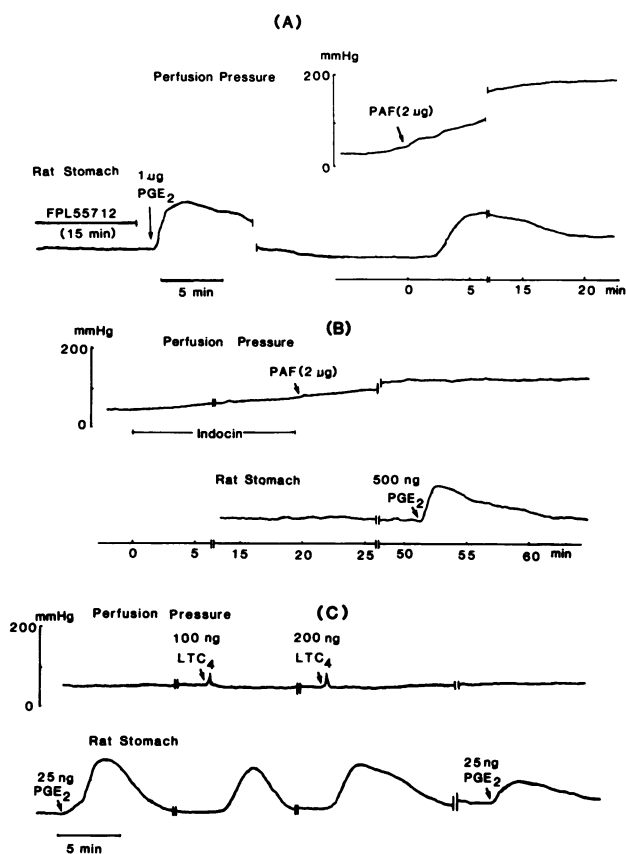 (A)
mmHg
200
Perfusion Pressure
PAF(2 µg)
0
Rat Stomach
1 µg
PGE2
FPL55712
(15 min)
5 min
0 5 15 20 min
(B)
mmHg
200
Perfusion Pressure
PAF(2 µg)
0
Indocin
Rat Stomach
500 ng
PGE2
0 5 15 20 25 50 55 60 min
(C)
mmHg
200
Perfusion Pressure
100 ng
LTC4
200 ng
LTC4
0
Rat Stomach
25 ng
PGE2
25 ng
PGE2
5 min